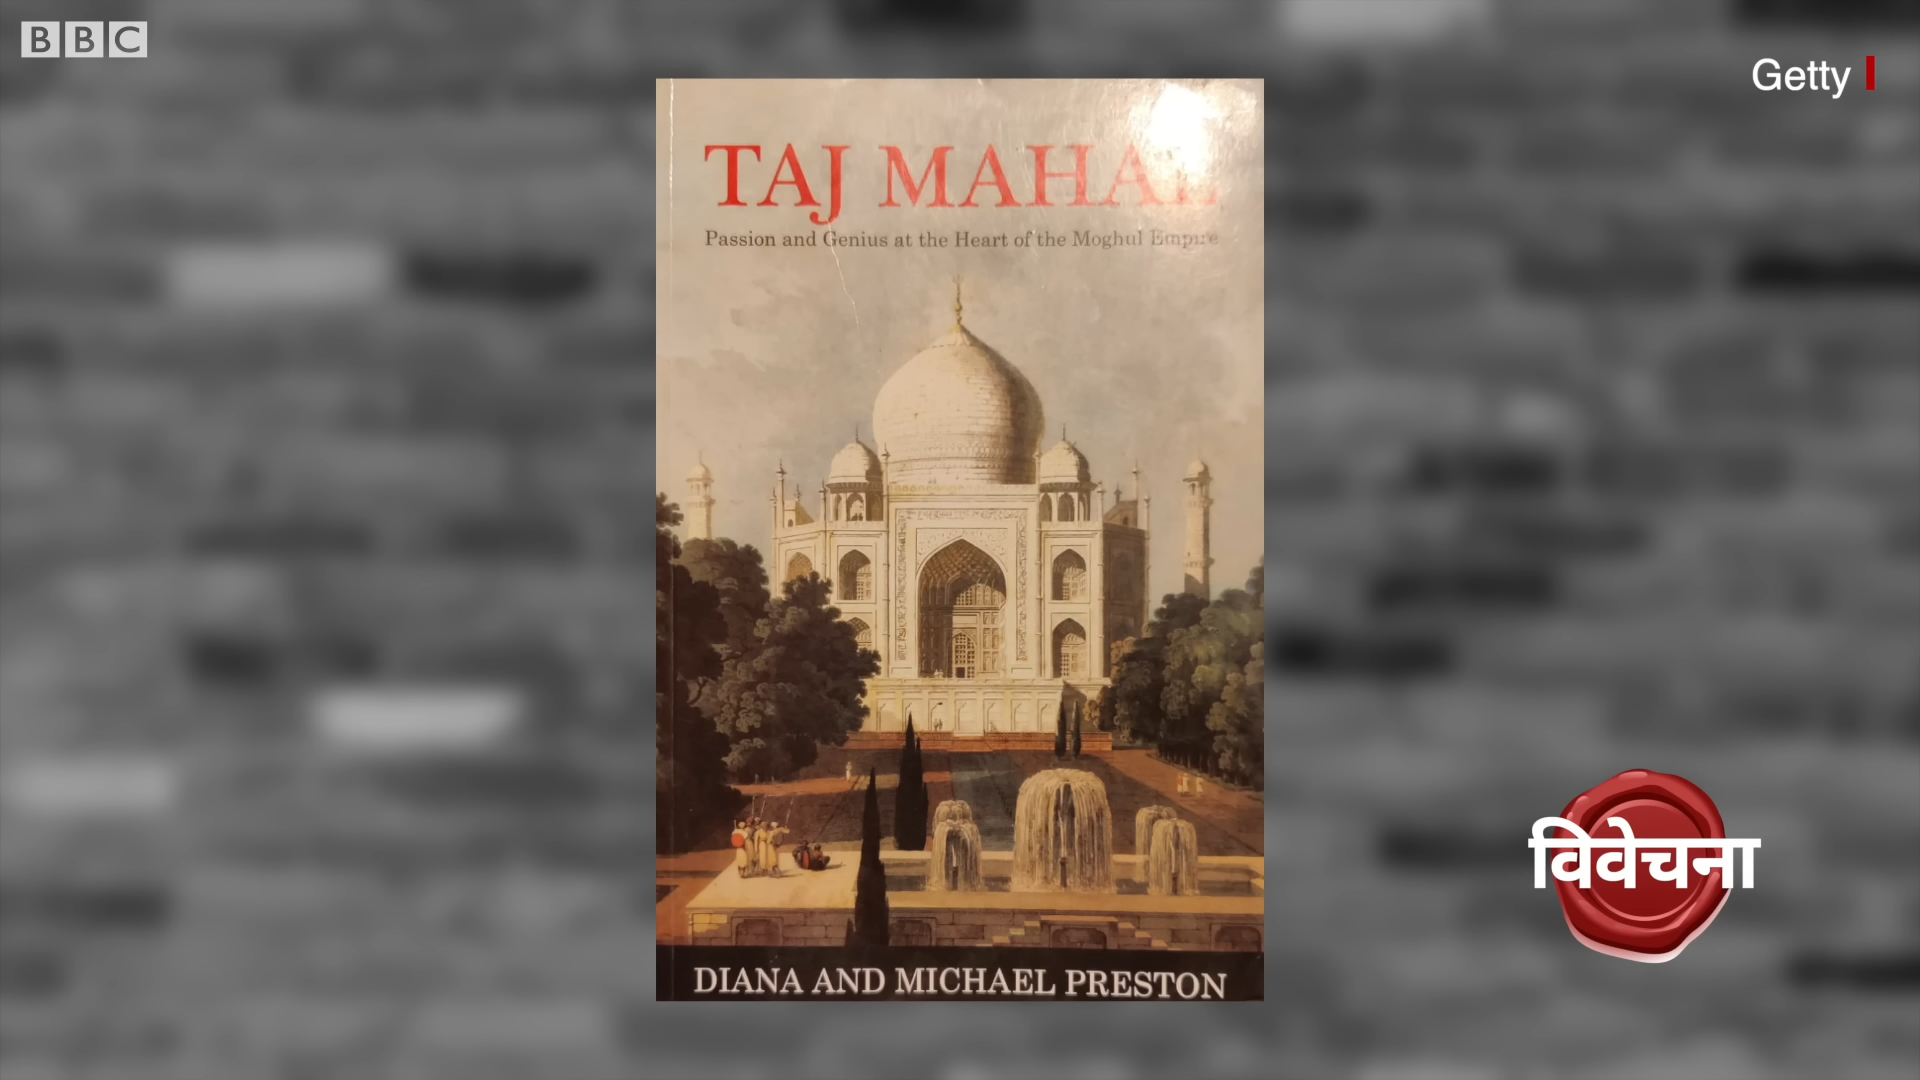 BBC
Getty
TAJ MAHAL
Passion and Genius at the Heart of the Moghul Empire
विवेचना
DIANA AND MICHAEL PRESTON